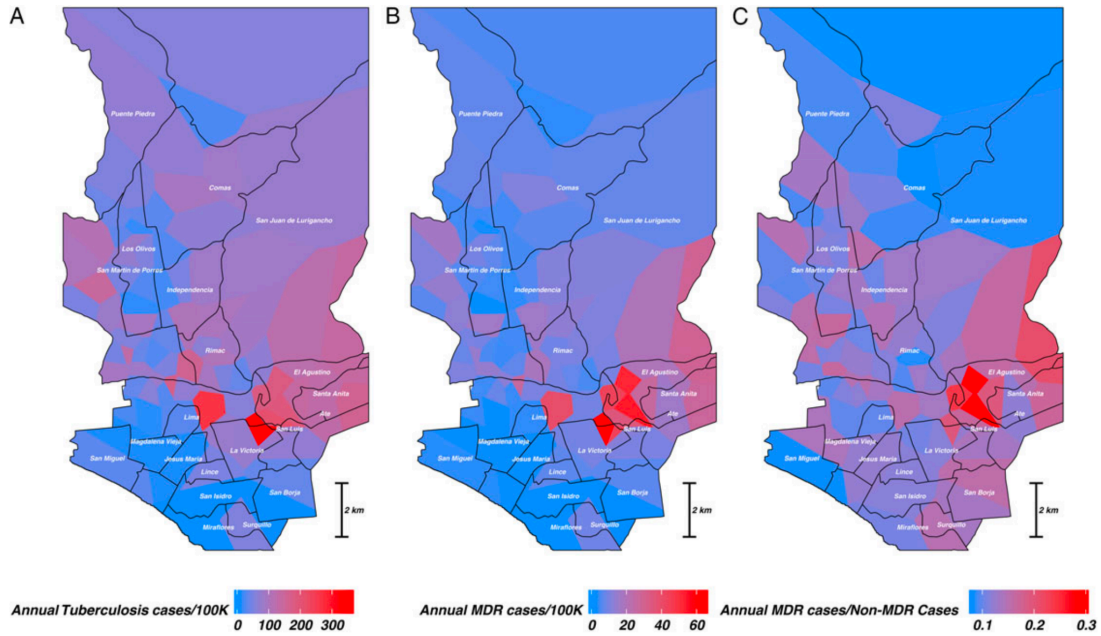 A
Puente Piedra
Comas
San Juan de Lurigancho
Los Olivos
San Martin de Porras
Independencia
Rimac
El Agustino
Santa Anita
Ate
Lima
San Luis
Magdalena Vieja
La Victoria
San Miguel
Jesus Maria
Lince
San Isidro
San Borja
Miraflores
Surquillo
2 km
Annual Tuberculosis cases/100K
0 100 200 300
B
Puente Piedra
Comas
San Juan de Lurigancho
Los Olivos
San Martin de Porras
Independencia
Rimac
El Agustino
Santa Anita
Ate
Lima
San Luis
Magdalena Vieja
La Victoria
San Miguel
Jesus Maria
Lince
San Isidro
San Borja
Miraflores
Surquillo
2 km
Annual MDR cases/100K
0 20 40 60
C
Puente Piedra
Comas
San Juan de Lurigancho
Los Olivos
San Martin de Porras
Independencia
Rimac
El Agustino
Santa Anita
Ate
Lima
San Luis
Magdalena Vieja
La Victoria
San Miguel
Jesus Maria
Lince
San Isidro
San Borja
Miraflores
Surquillo
2 km
Annual MDR cases/Non-MDR Cases
0.1 0.2 0.3